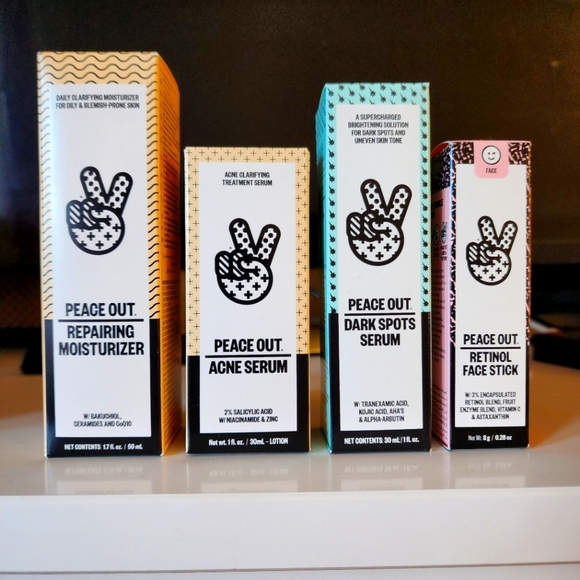 DAILY CLARIFYING MOISTURIZER
FOR OILY & BLEMISH-PRONE SKIN
PEACE OUT
REPAIRING
MOISTURIZER
W/ BAKUCHIOL,
CERAMIDES AND CoQ10
NET CONTENTS 1.7 fl. oz. / 50 mL
ACNE CLARIFYING
TREATMENT SERUM
PEACE OUT
ACNE SERUM
2% SALICYLIC ACID
W/ NIACINAMIDE & ZINC
Net wt. 1 fl. oz. / 30mL - LOTION
A SUPERCHARGED
BRIGHTENING SOLUTION
FOR DARK SPOTS AND
UNEVEN SKIN TONE
PEACE OUT
DARK SPOTS
SERUM
W/ TRANEXAMIC ACID,
KOJIC ACID, AHA'S
& ALPHA-ARBUTIN
NET CONTENTS: 30 mL / 1 fl. oz.
FACE
PEACE OUT
RETINOL
FACE STICK
ENCAPSULATED
RETINOL BLEND, FRUIT
ENZYME BLEND, VITAMIN C
& ASTAXANTHIN
Net Wt. 8 g / 0.28 oz